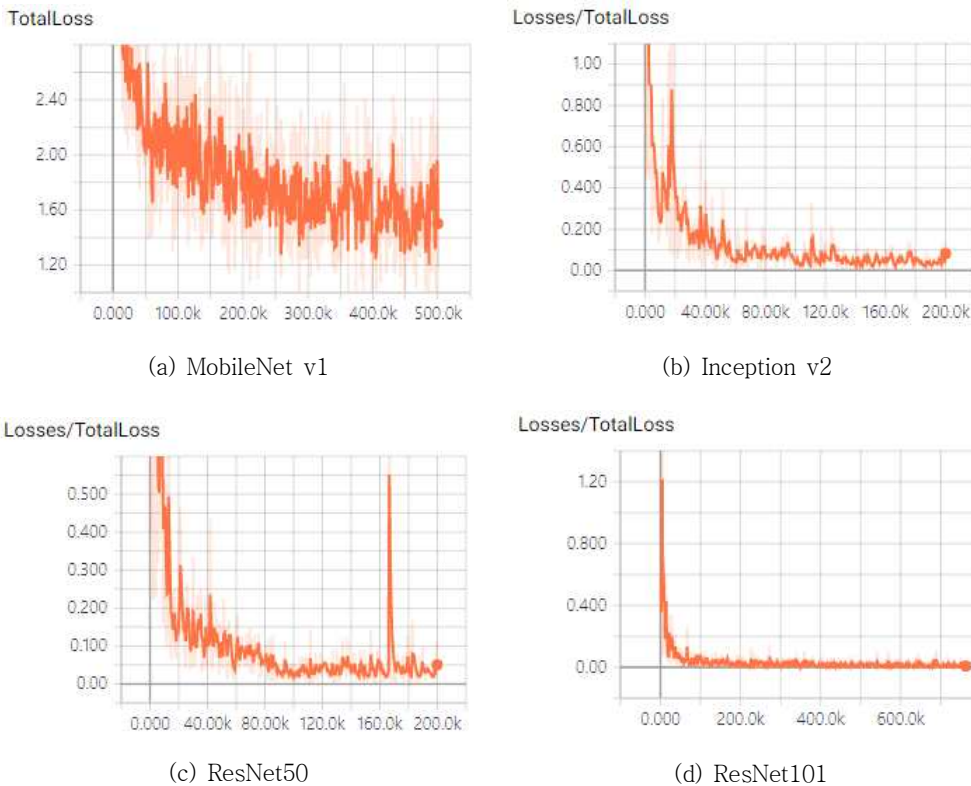 TotalLoss
2.40
2.00
1.60
1.20
0.000 100.0k 200.0k 300.0k 400.0k 500.0k
(a) MobileNet v1
Losses/TotalLoss
1.00
0.800
0.600
0.400
0.200
0.00
0.000 40.00k 80.00k 120.0k 160.0k 200.0k
(b) Inception v2
Losses/TotalLoss
0.500
0.400
0.300
0.200
0.100
0.00
0.000 40.00k 80.00k 120.0k 160.0k 200.0k
(c) ResNet50
Losses/TotalLoss
1.20
0.800
0.400
0.00
0.000 200.0k 400.0k 600.0k
(d) ResNet101